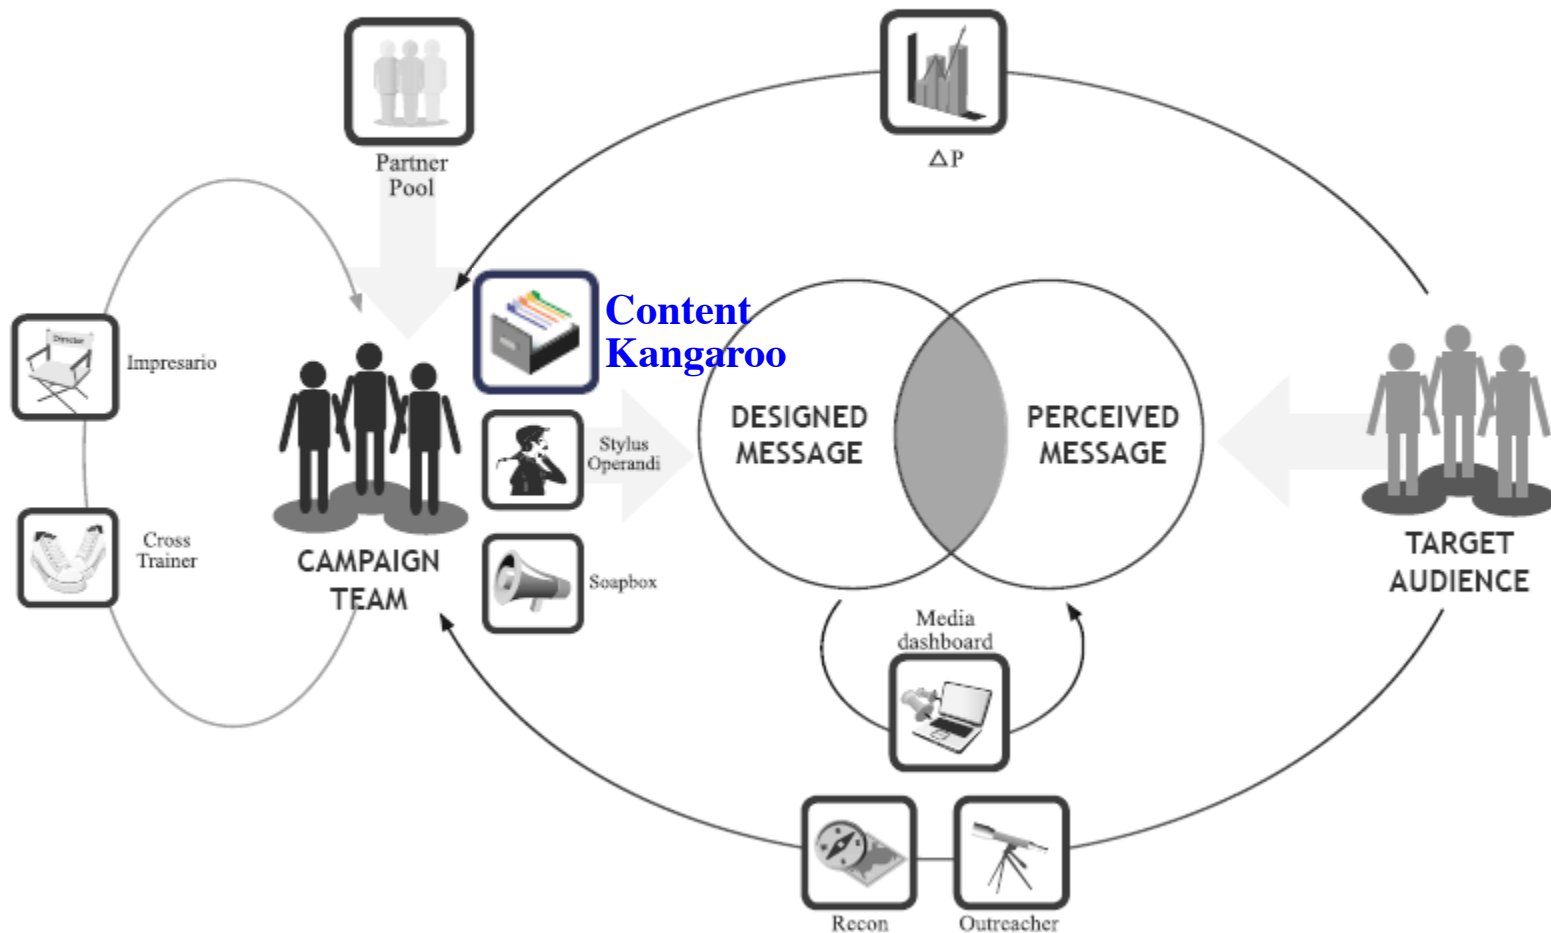 Partner
Pool
△P
Content
Kangaroo
Director
Impresario
DESIGNED
MESSAGE
PERCEIVED
MESSAGE
Stylus
Operandi
Cross
Trainer
CAMPAIGN
TEAM
Soapbox
TARGET
AUDIENCE
Media
dashboard
Recon
Outreacher